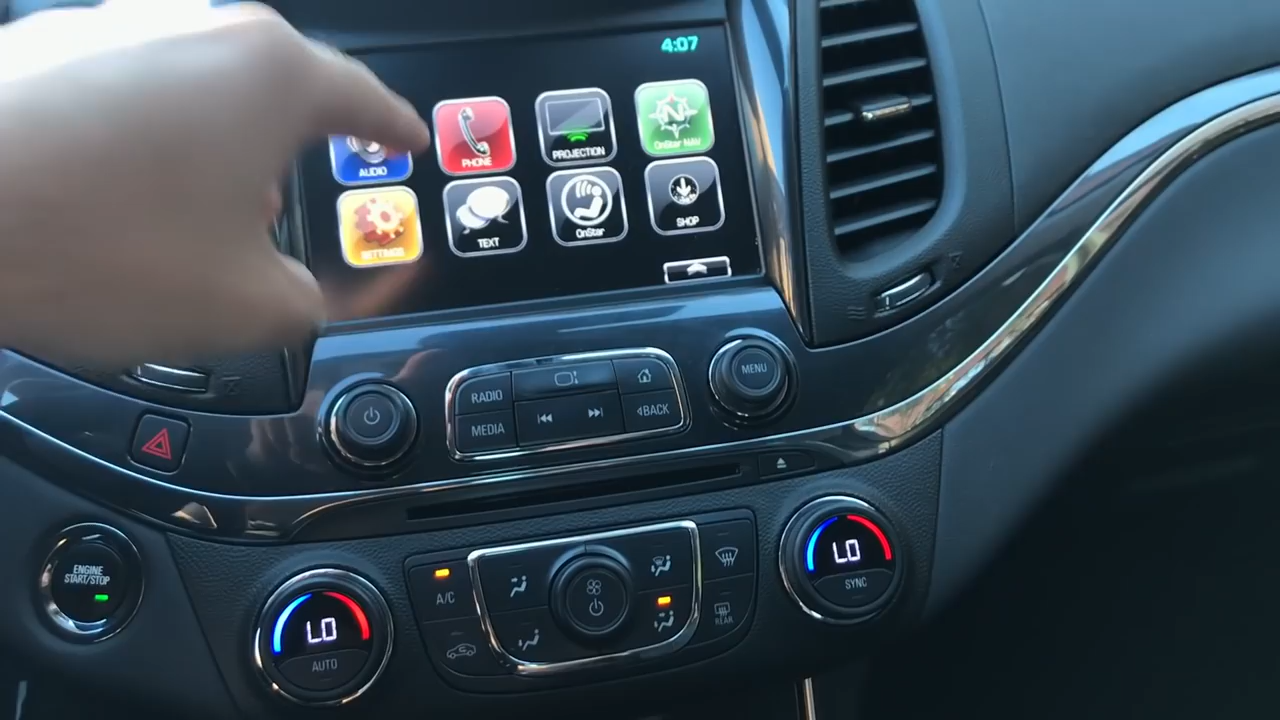 4:07
AUDIO
PHONE
PROJECTION
OnStar NAV
SETTINGS
TEXT
OnStar
SHOP
RADIO
MEDIA
BACK
MENU
ENGINE
START/STOP
LO
AUTO
A/C
REAR
LO
SYNC